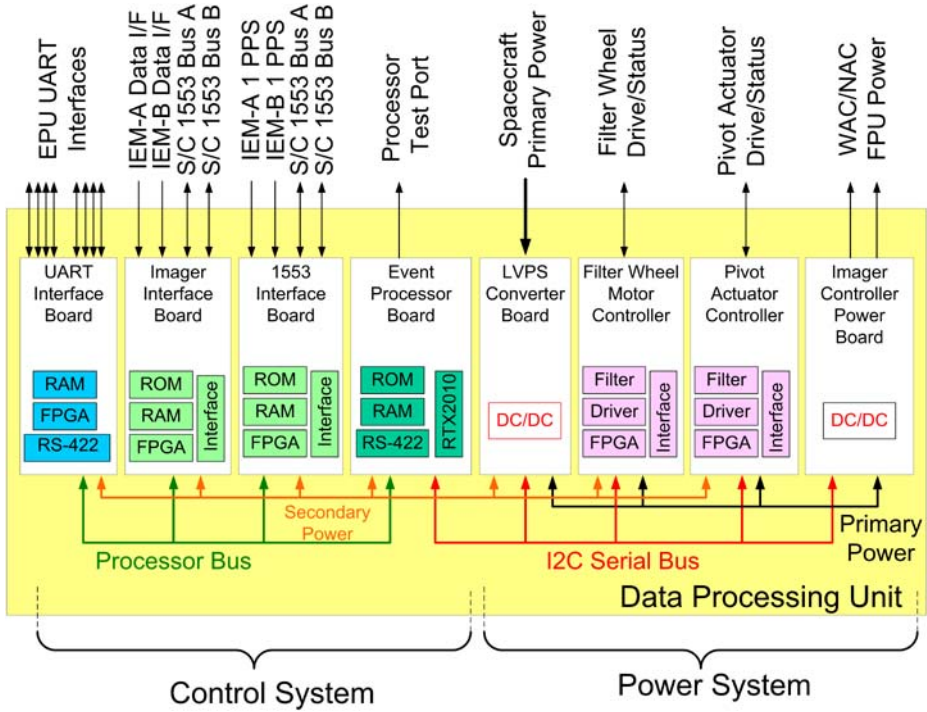 EPU UART
Interfaces
IEM-A Data I/F
IEM-B Data I/F
S/C 1553 Bus A
S/C 1553 Bus B
IEM-A 1 PPS
IEM-B 1 PPS
S/C 1553 Bus A
S/C 1553 Bus B
Processor
Test Port
Spacecraft
Primary Power
Filter Wheel
Drive/Status
Pivot Actuator
Drive/Status
WAC/NAC
FPU Power
UART
Interface
Board
RAM
FPGA
RS-422
Imager
Interface
Board
ROM
RAM
FPGA
Interface
1553
Interface
Board
ROM
RAM
FPGA
Interface
Event
Processor
Board
ROM
RAM
RS-422
RTX2010
LVPS
Converter
Board
DC/DC
Filter Wheel
Motor
Controller
Filter
Driver
FPGA
Interface
Pivot
Actuator
Controller
Filter
Driver
FPGA
Interface
Imager
Controller
Power
Board
DC/DC
Secondary
Power
Primary
Power
Processor Bus
I2C Serial Bus
Data Processing Unit
Control System
Power System